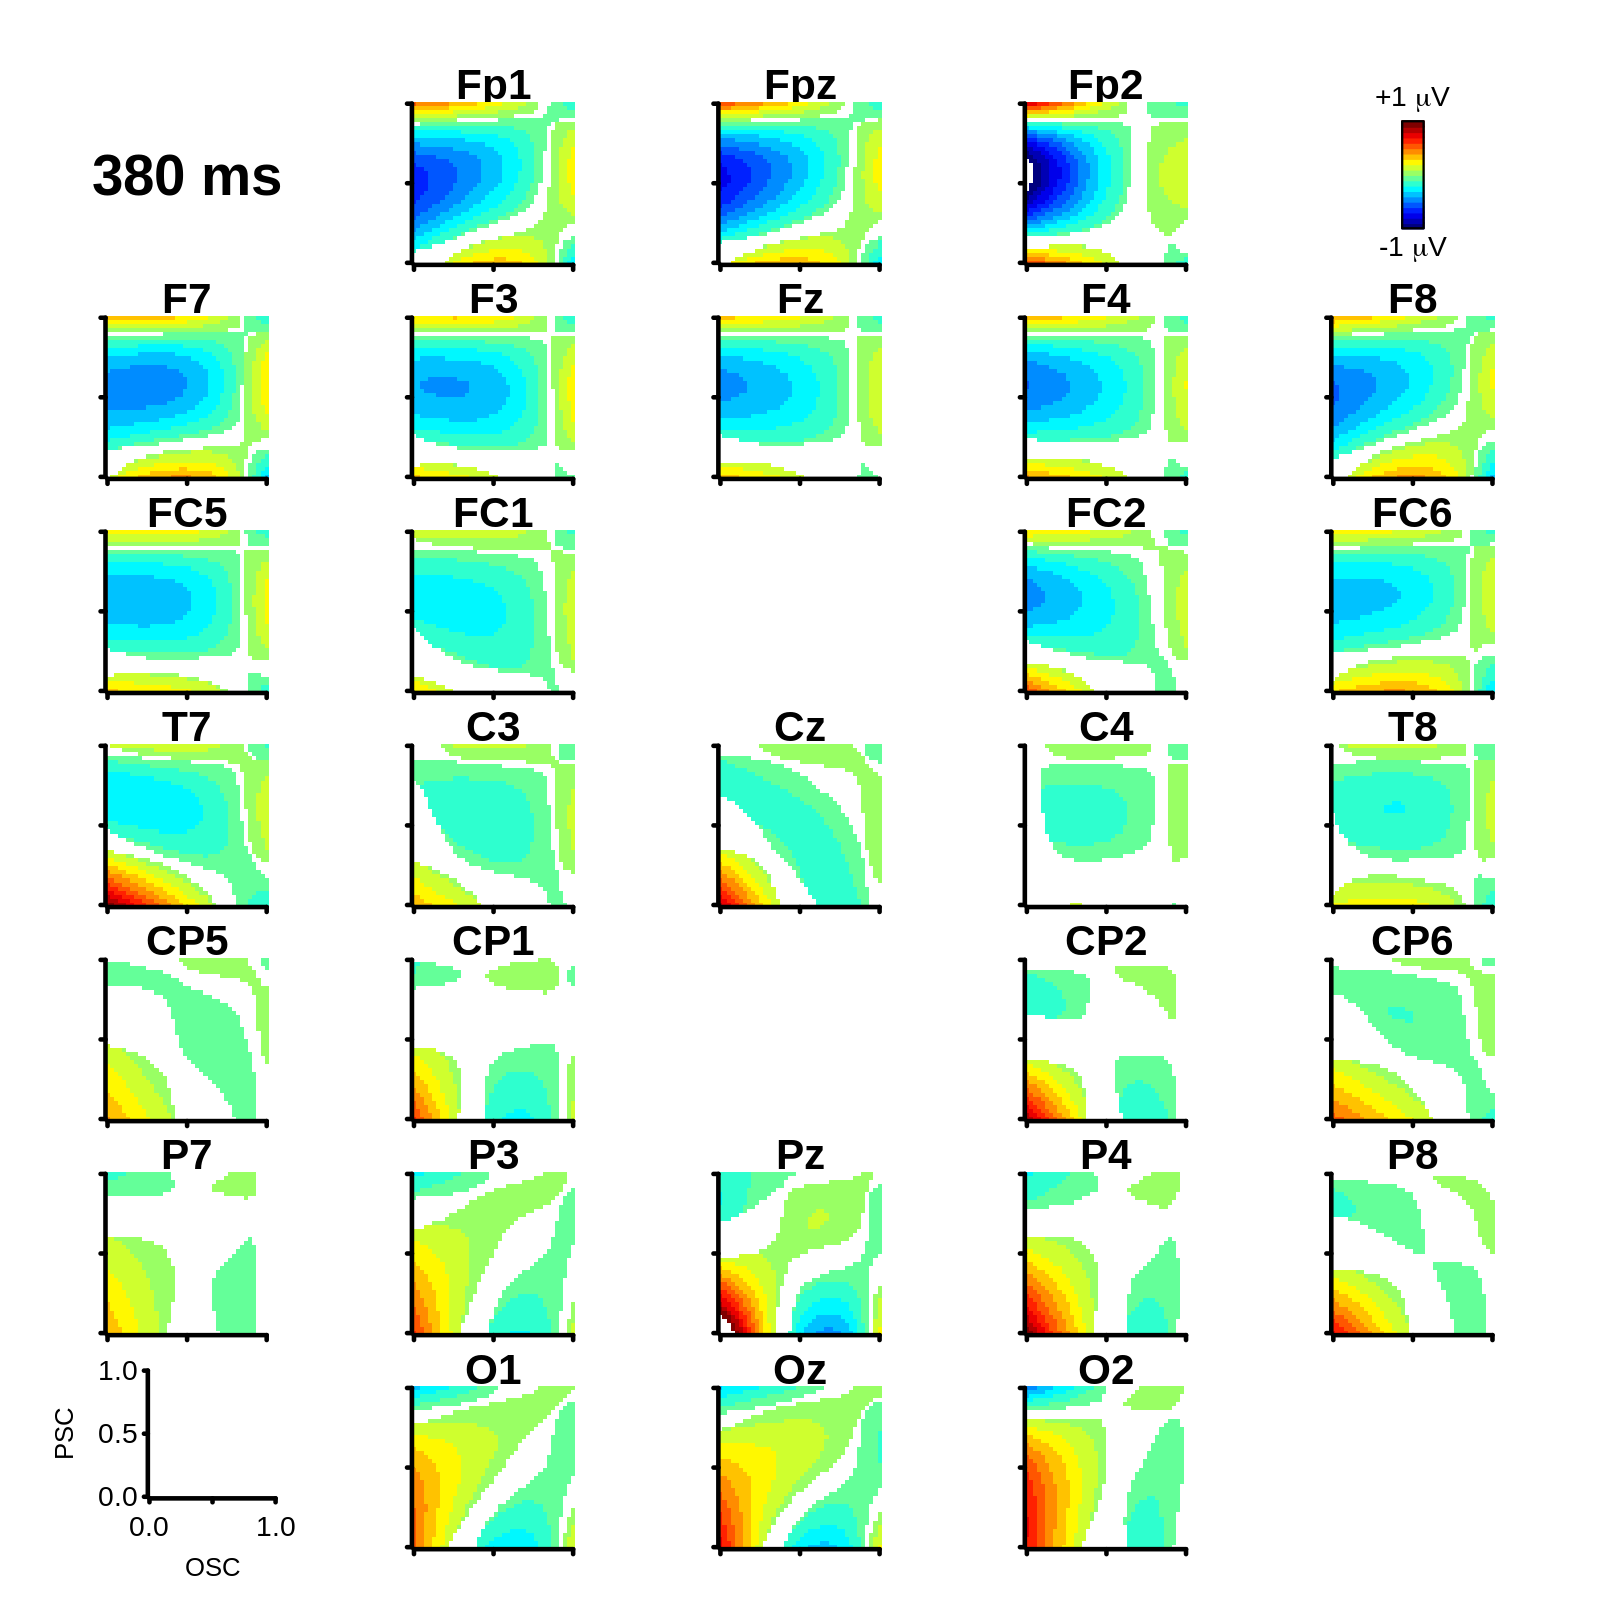 Fp1 Fpz Fp2
+1 μV
380 ms
-1 μV
F7 F3 Fz F4 F8
FC5 FC1 FC2 FC6
T7 C3 Cz C4 T8
CP5 CP1 CP2 CP6
P7 P3 Pz P4 P8
O1 Oz O2
1.0
PSC
0.5
0.0
0.0 1.0
OSC